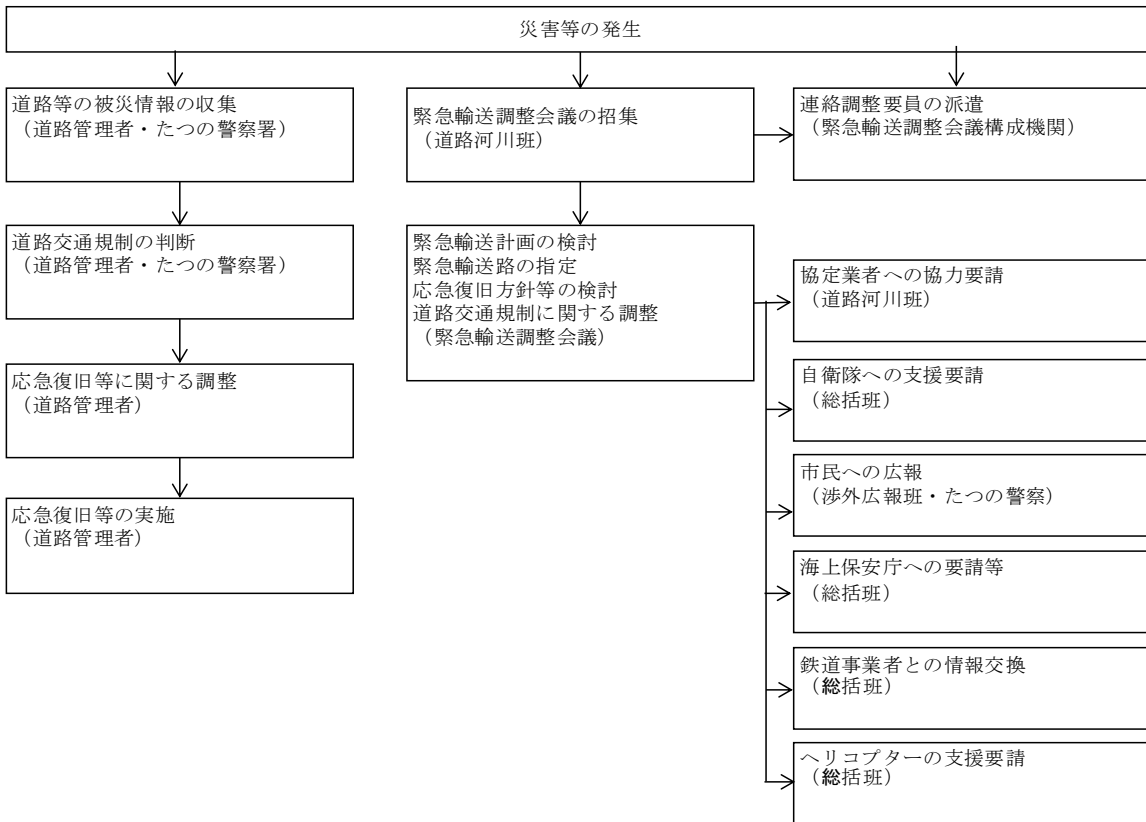 災害等の発生
道路等の被災情報の収集
（道路管理者・たつの警察署）
道路交通規制の判断
（道路管理者・たつの警察署）
応急復旧等に関する調整
（道路管理者）
応急復旧等の実施
（道路管理者）
緊急輸送調整会議の招集
（道路河川班）
緊急輸送計画の検討
緊急輸送路の指定
応急復旧方針等の検討
道路交通規制に関する調整
（緊急輸送調整会議）
連絡調整要員の派遣
（緊急輸送調整会議構成機関）
協定業者への協力要請
（道路河川班）
自衛隊への支援要請
（総括班）
市民への広報
（渉外広報班・たつの警察）
海上保安庁への要請等
（総括班）
鉄道事業者との情報交換
（総括班）
ヘリコプターの支援要請
（総括班）